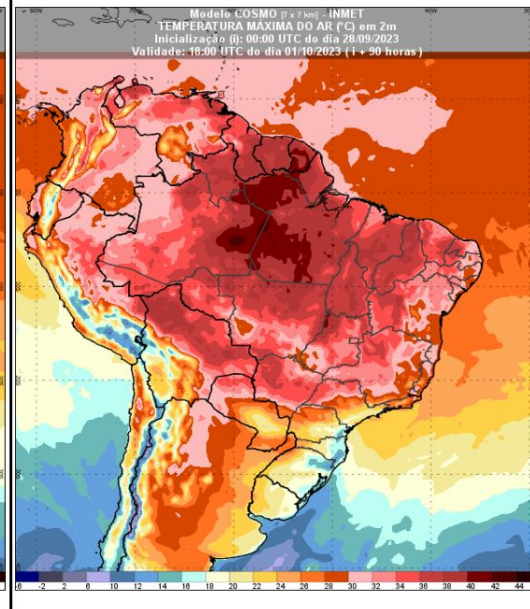 Modelo COSMO [7 x 7 km] - INMET
TEMPERATURA MÁXIMA DO AR (°C) em 2m
Inicialização (i): 00:00 UTC do dia 28/09/2023
Validade: 18:00 UTC do dia 01/10/2023 ( i + 90 horas )
-6 -2 2 6 10 12 14 16 18 20 22 24 26 28 30 32 34 36 38 40 42 44